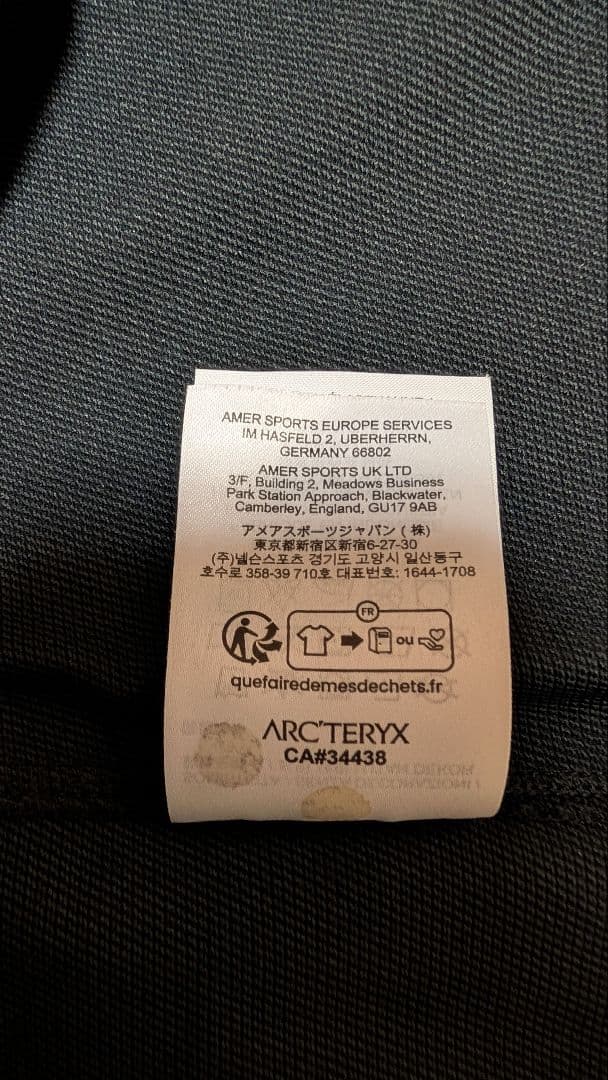 AMER SPORTS EUROPE SERVICES
IM HASFELD 2, UBERHERRN,
GERMANY 66802
AMER SPORTS UK LTD
3/F, Building 2, Meadows Business
Park Station Approach, Blackwater,
Camberley, England, GU17 9AB
アメアスポーツジャパン (株)
東京都新宿区新宿6-27-30
(주)넬슨스포츠 경기도 고양시 일산동구
호수로 358-39 710호 대표번호: 1644-1708
FR
ou
quefairedemesdechets.fr
ARC'TERYX
CA#34438